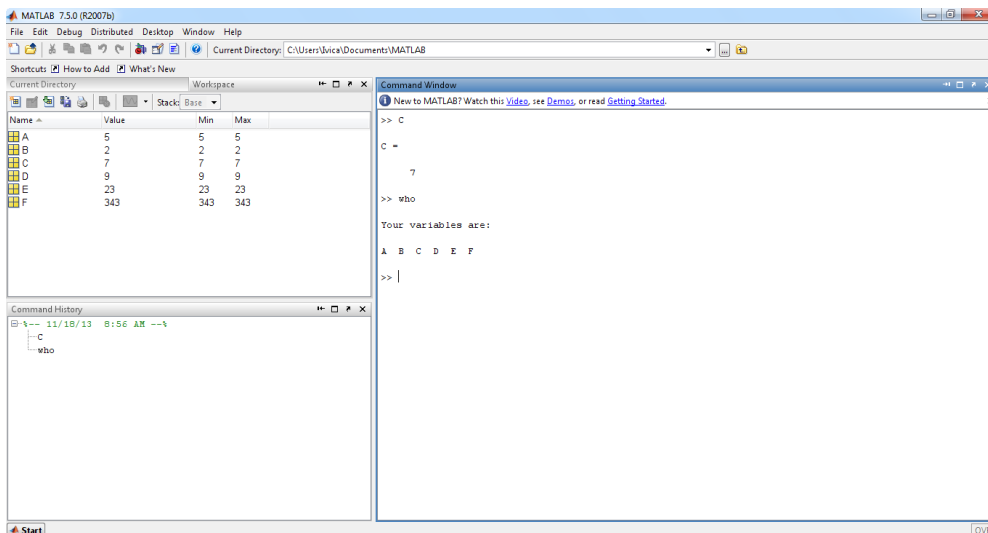 MATLAB 7.5.0 (R2007b)
File Edit Debug Distributed Desktop Window Help
Current Directory: C:\Users\Ivica\Documents\MATLAB
Shortcuts How to Add What's New
Current Directory Workspace
Stack: Base
Name Value Min Max
A 5 5 5
B 2 2 2
C 7 7 7
D 9 9 9
E 23 23 23
F 343 343 343
Command History
%-- 11/18/13 8:56 AM --%
C
who
Command Window
New to MATLAB? Watch this Video, see Demos, or read Getting Started.
>> C
C =
7
>> who
Your variables are:
A B C D E F
>>
Start